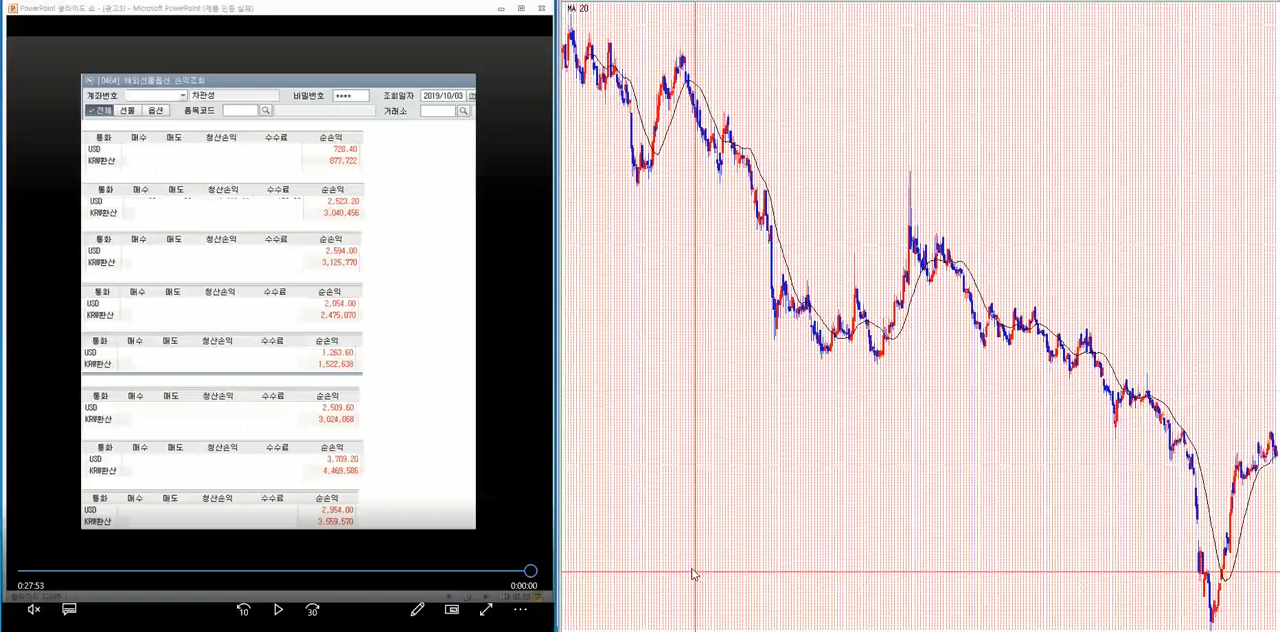 PowerPoint 슬라이드 쇼 - [광고3] - Microsoft PowerPoint (제품 인증 실패)
[0464] 해외선물옵션 손익조회
계좌번호 차관성 비밀번호 **** 조회일자 2019/10/03
전체 선물 옵션 품목코드 거래소
통화 매수 매도 청산손익 수수료 순손익
USD 728.40
KRW환산 877,722
통화 매수 매도 청산손익 수수료 순손익
USD 2,523.20
KRW환산 3,040,456
통화 매수 매도 청산손익 수수료 순손익
USD 2,594.00
KRW환산 3,125,770
통화 매수 매도 청산손익 수수료 순손익
USD 2,054.00
KRW환산 2,475,070
통화 매수 매도 청산손익 수수료 순손익
USD 1,263.60
KRW환산 1,522,638
통화 매수 매도 청산손익 수수료 순손익
USD 2,509.60
KRW환산 3,024,068
통화 매수 매도 청산손익 수수료 순손익
USD 3,709.20
KRW환산 4,469,586
통화 매수 매도 청산손익 수수료 순손익
USD 2,954.00
KRW환산 3,559,570
0:27:53 0:00:00
10 30
MA 20